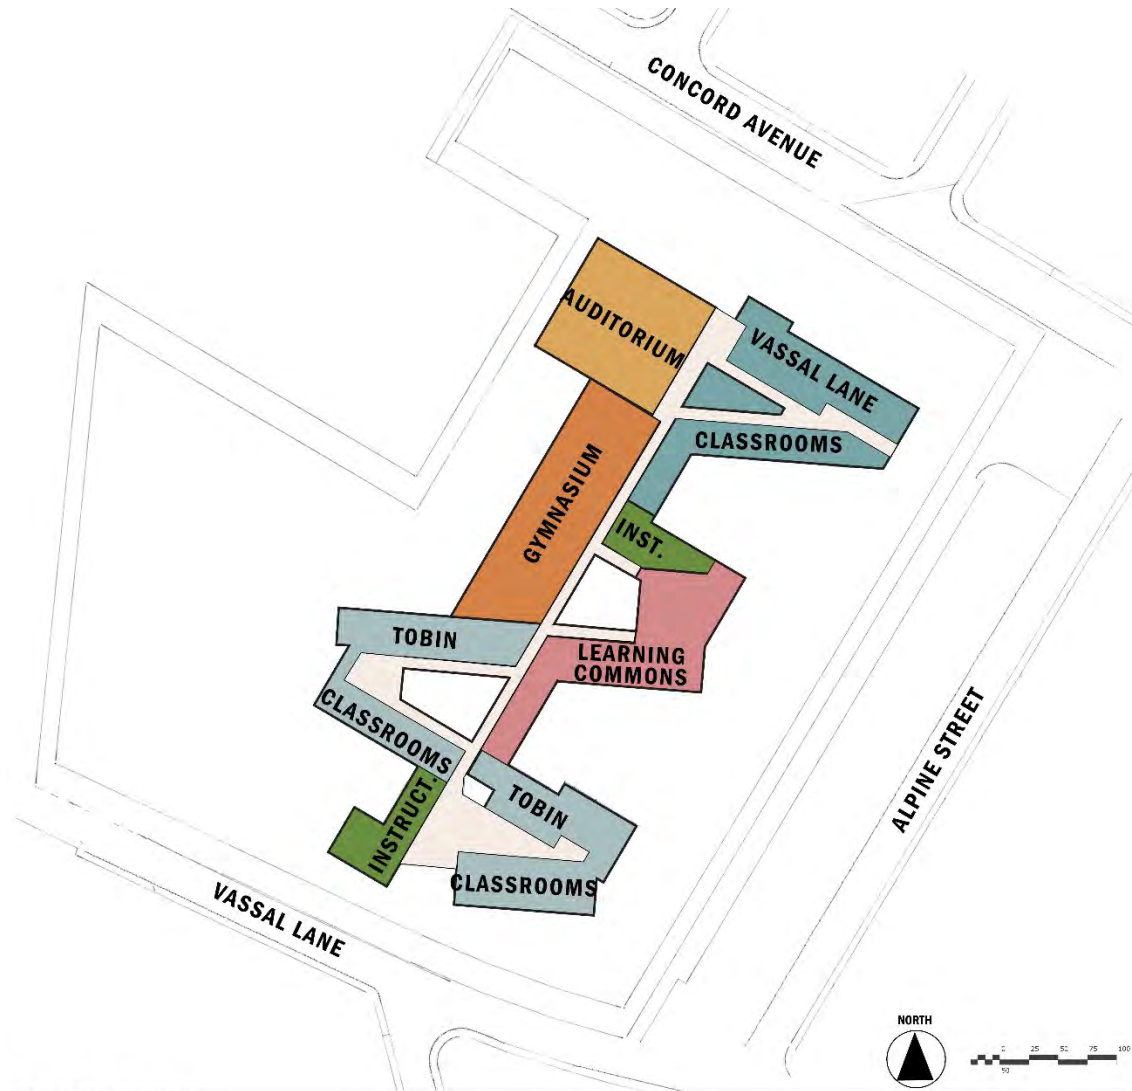 CONCORD AVENUE
AUDITORIUM
VASSAL LANE
CLASSROOMS
GYMNASIUM
INST.
TOBIN
LEARNING
COMMONS
CLASSROOMS
ALPINE STREET
INSTRUCT.
TOBIN
CLASSROOMS
VASSAL LANE
NORTH
25 50 75 100
50